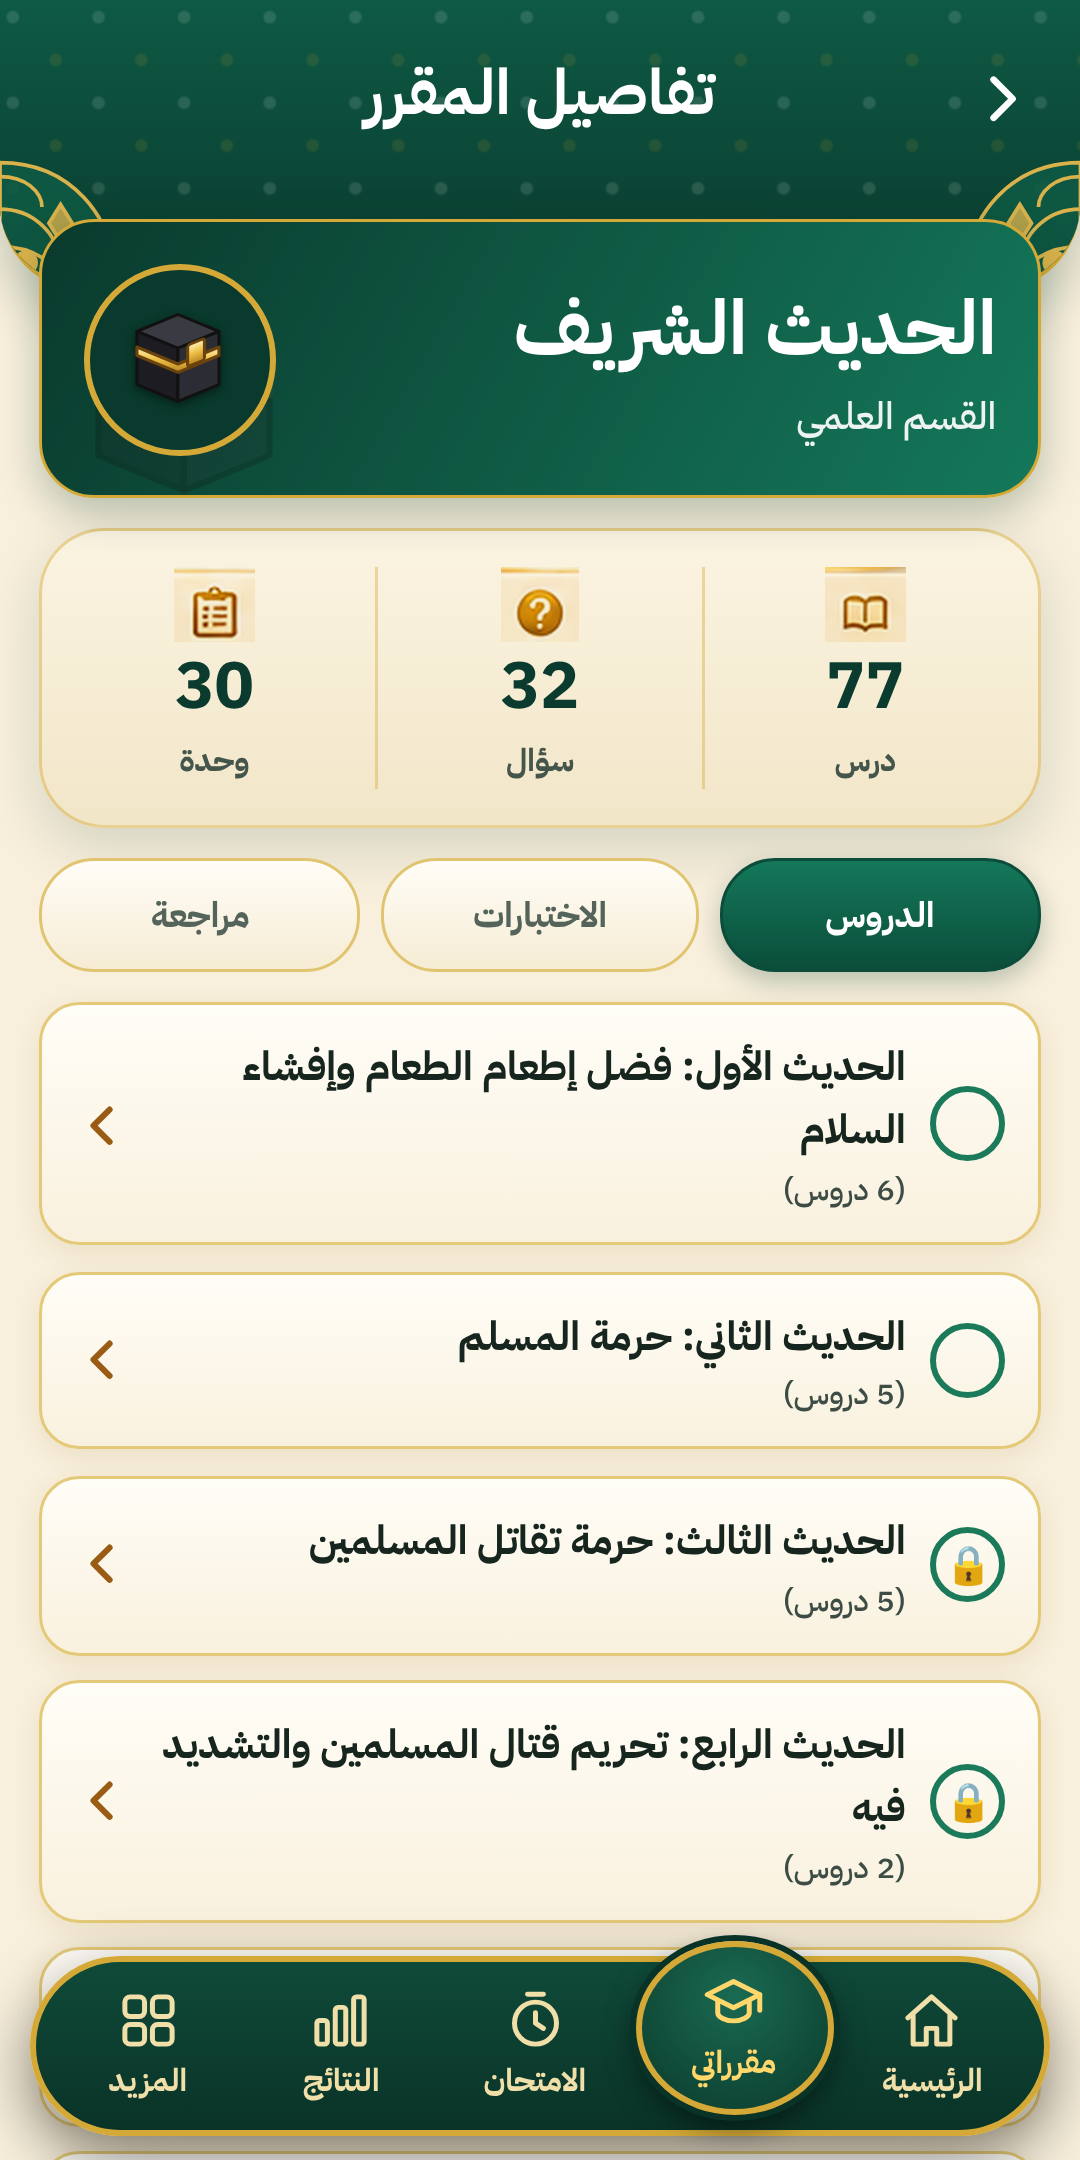 تفاصيل المقرر
الحديث الشريف
القسم العلمي
77
درس
32
سؤال
30
وحدة
الدروس
الاختبارات
مراجعة
الحديث الأول: فضل إطعام الطعام وإفشاء
السلام
(6 دروس)
الحديث الثاني: حرمة المسلم
(5 دروس)
الحديث الثالث: حرمة تقاتل المسلمين
(5 دروس)
الحديث الرابع: تحريم قتال المسلمين والتشديد
فيه
(2 دروس)
الرئيسية
مقرراتي
الامتحان
النتائج
المزيد